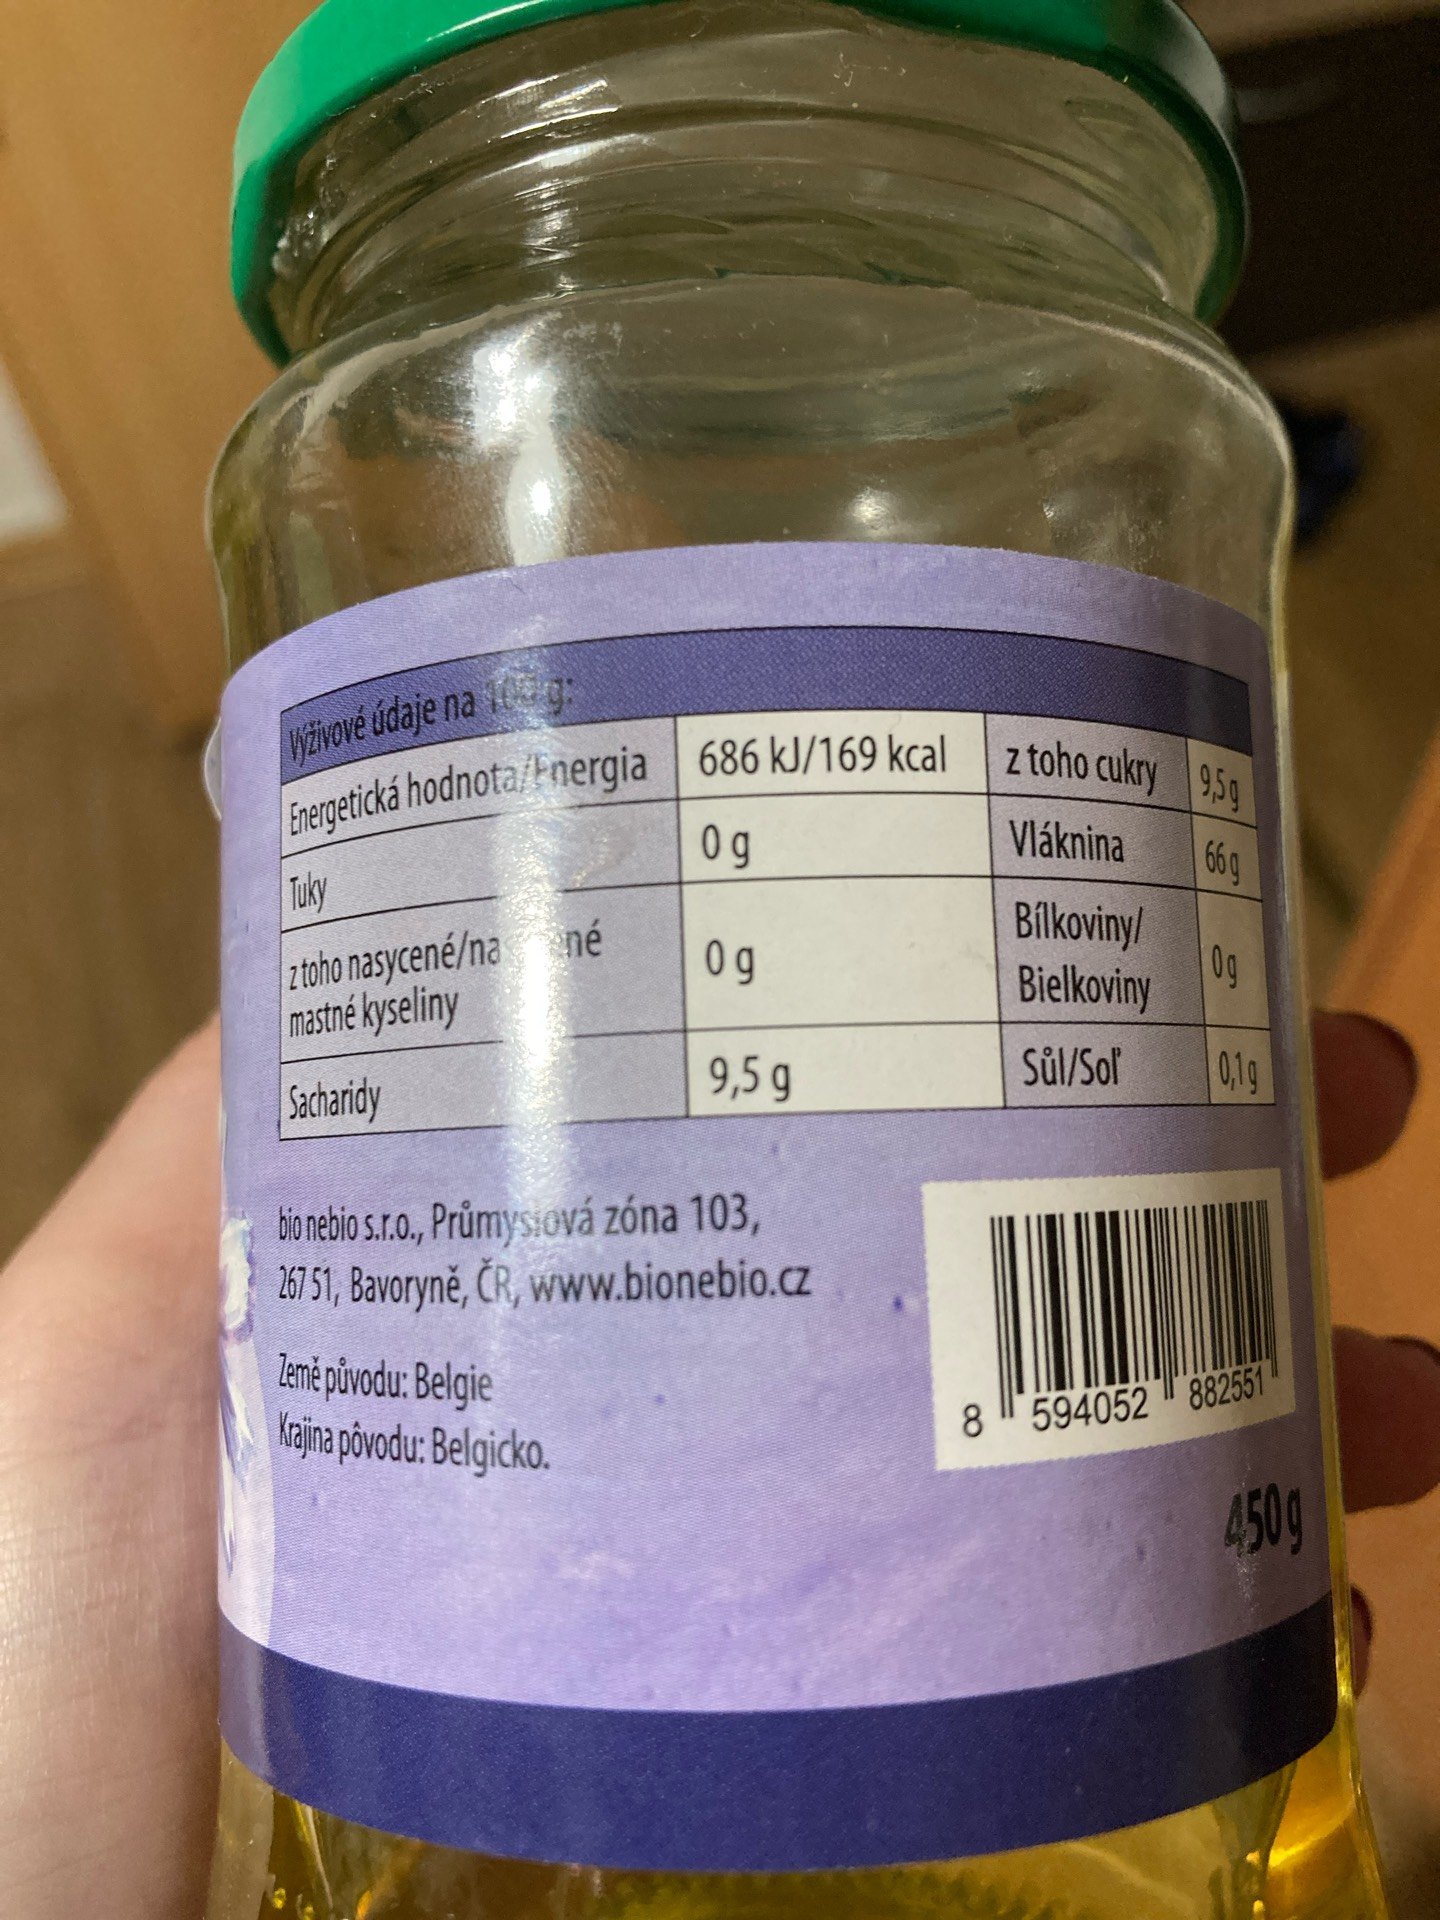 Výživové údaje na 100 g:
Energetická hodnota/Energia 686 kJ/169 kcal z toho cukry 9,5 g
Tuky 0 g Vláknina 66 g
z toho nasycené/ mastné kyseliny 0 g Bílkoviny/ Bielkoviny 0 g
Sacharidy 9,5 g Sůl/Soľ 0,1 g
bio nebio s.r.o., Průmyslová zóna 103,
267 51, Bavoryně, ČR, www.bionebio.cz
Země původu: Belgie
Krajina pôvodu: Belgicko.
8 594052 882551
450 g